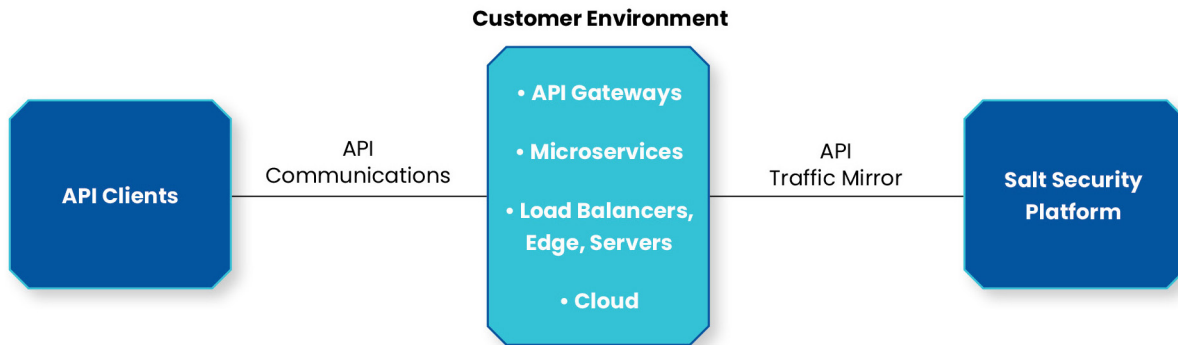 Customer Environment
API Clients
API
Communications
• API Gateways
• Microservices
• Load Balancers,
Edge, Servers
• Cloud
API
Traffic Mirror
Salt Security
Platform